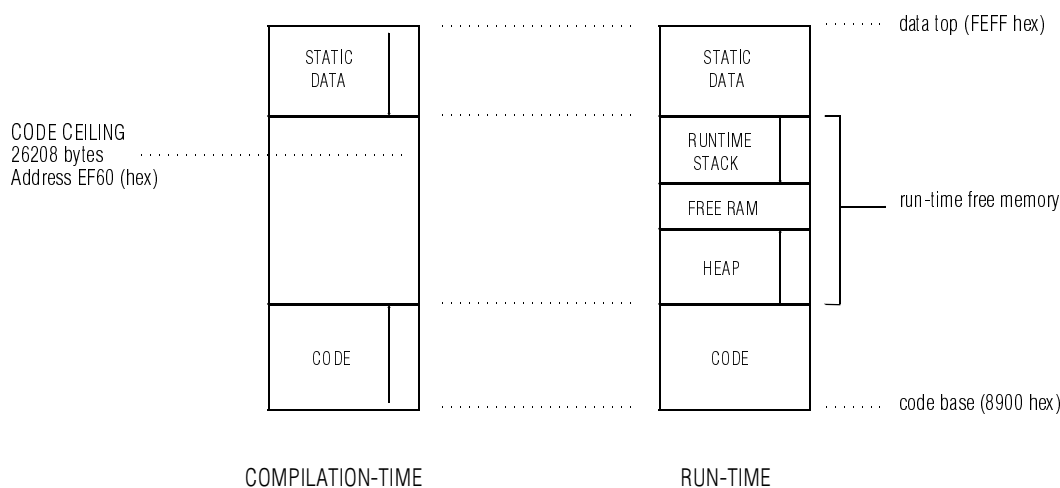 data top (FEFF hex)
STATIC
DATA
STATIC
DATA
CODE CEILING
26208 bytes
Address EF60 (hex)
RUNTIME
STACK
FREE RAM
run-time free memory
HEAP
CODE
CODE
code base (8900 hex)
COMPILATION-TIME
RUN-TIME